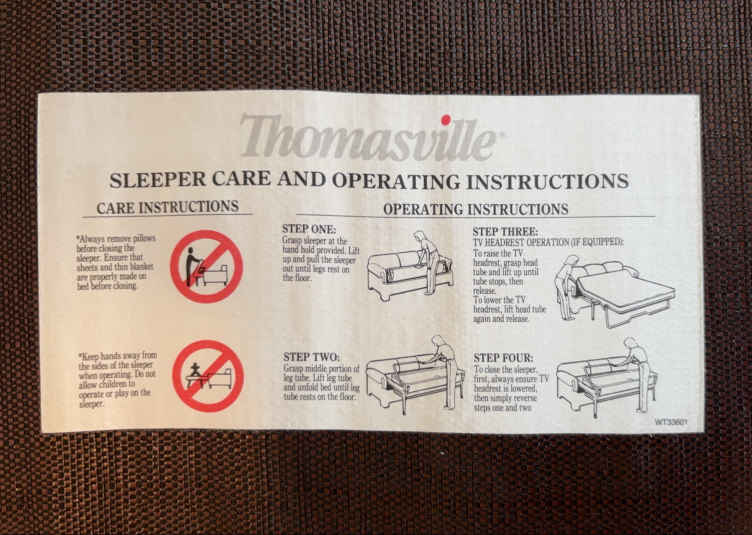 Thomasville®
SLEEPER CARE AND OPERATING INSTRUCTIONS
CARE INSTRUCTIONS
*Always remove pillows
before closing the
sleeper. Ensure that
sheets and thin blanket
are properly made on
bed before closing.
*Keep hands away from
the sides of the sleeper
when operating. Do not
allow children to
operate or play on the
sleeper.
OPERATING INSTRUCTIONS
STEP ONE:
Grasp sleeper at the
hand hold provided. Lift
up and pull the sleeper
out until legs rest on
the floor.
STEP TWO:
Grasp middle portion of
leg tube. Lift leg tube
and unfold bed until leg
tube rests on the floor.
STEP THREE:
TV HEADREST OPERATION (IF EQUIPPED):
To raise the TV
headrest, grasp head
tube and lift up until
tube stops, then
release.
To lower the TV
headrest, lift head tube
again and release.
STEP FOUR:
To close the sleeper,
first, always ensure TV
headrest is lowered,
then simply reverse
steps one and two
WT33601